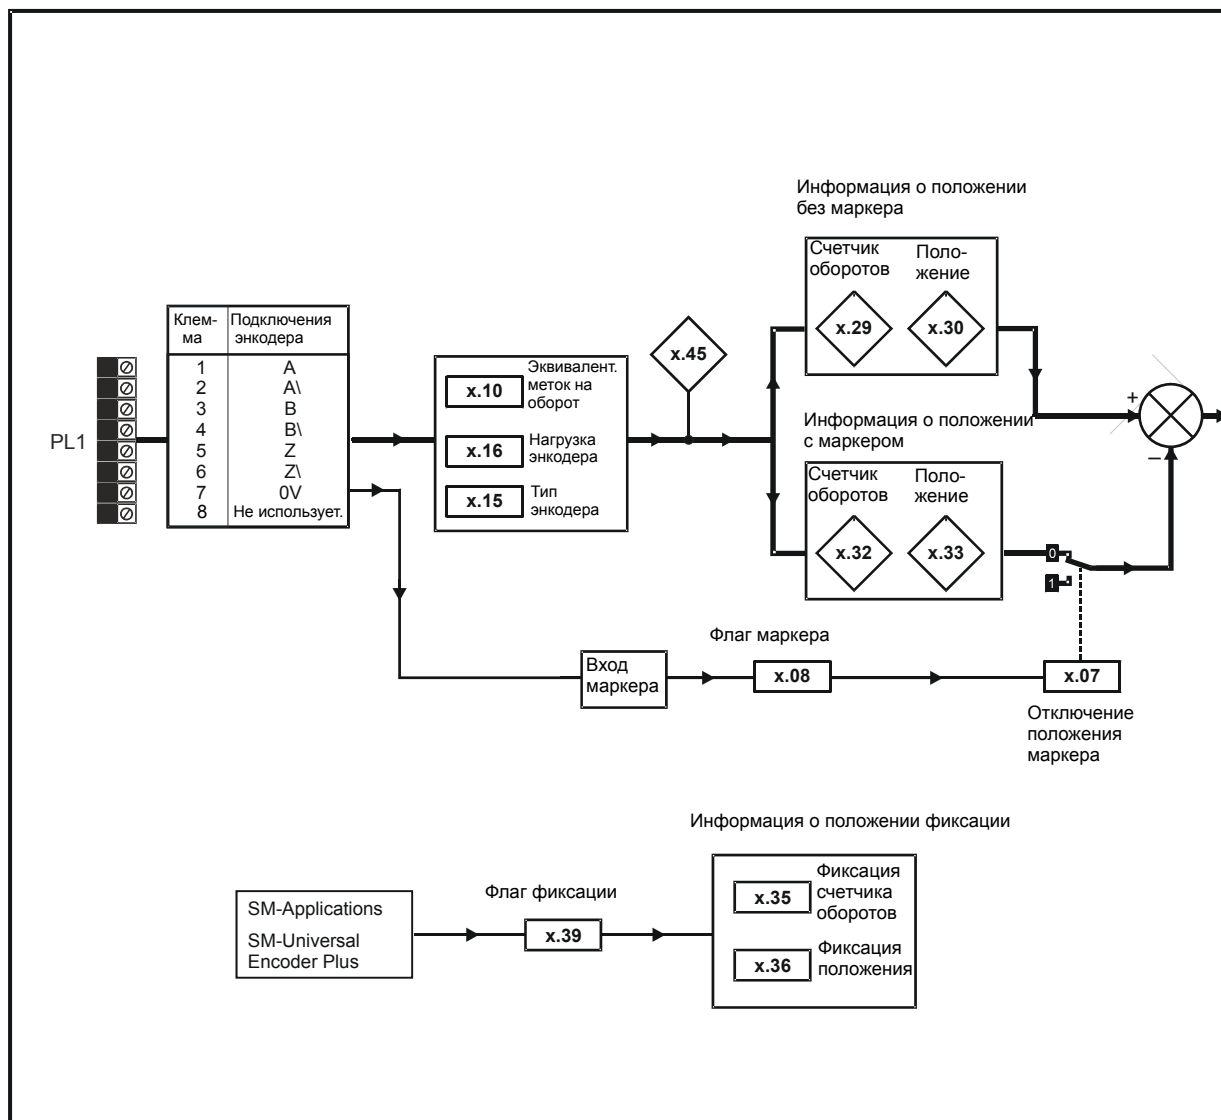 Информация о положении
без маркера
Счетчик
оборотов
Поло-
жение
x.29
x.30
Клем-
ма
Подключения
энкодера
1 A
2 A\
3 B
4 B\
5 Z
6 Z\
7 0V
8 Не использует.
PL1
x.10
Эквивалент.
меток на
оборот
x.16
Нагрузка
энкодера
x.15
Тип
энкодера
x.45
+
–
Информация о положении
с маркером
Счетчик
оборотов
Поло-
жение
x.32
x.33
0
1
Вход
маркера
Флаг маркера
x.08
x.07
Отключение
положения
маркера
Информация о положении фиксации
SM-Applications
SM-Universal
Encoder Plus
Флаг фиксации
x.39
x.35
Фиксация
счетчика
оборотов
x.36
Фиксация
положения